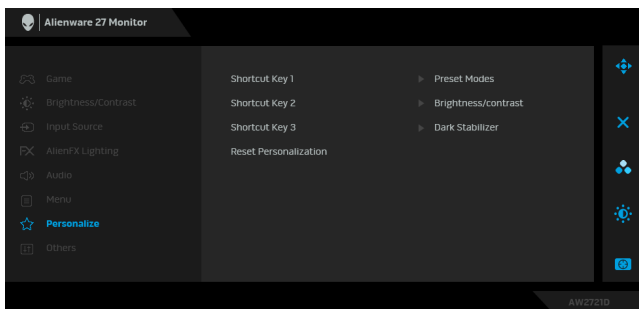 Alienware 27 Monitor
Game
Shortcut Key 1 Preset Modes
Brightness/Contrast Shortcut Key 2 Brightness/contrast
Input Source Shortcut Key 3 Dark Stabilizer
AlienFX Lighting Reset Personalization
Audio
Menu
Personalize
Others
AW2721D